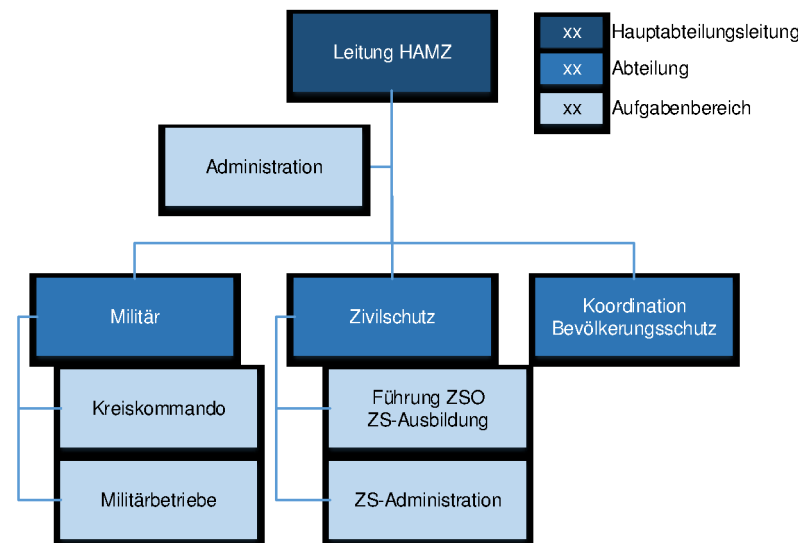 Leitung HAMZ
xx Hauptabteilungsleitung
xx Abteilung
xx Aufgabenbereich
Administration
Militär
Zivilschutz
Koordination
Bevölkerungsschutz
Kreiskommando
Führung ZSO
ZS-Ausbildung
Militärbetriebe
ZS-Administration